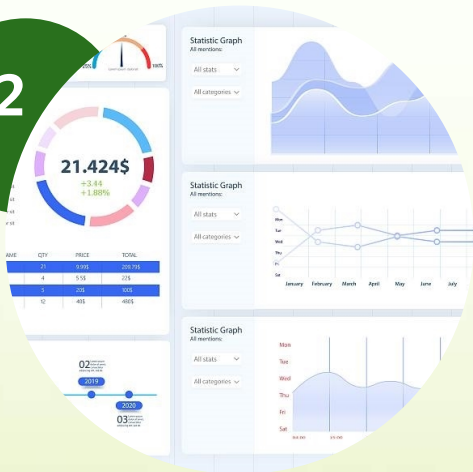 2
Statistic Graph
All mentions:
All stats
All categories
21.424$
+3.44
+1.88%
Statistic Graph
All mentions:
All stats
All categories
Mon
Tue
Wed
Thu
Fr
Sat
January February March April May June July
QTY PRICE TOTAL
21 9.99$
4 5.5$ 22$
5 20$ 100$
12 40$ 480$
Statistic Graph
All mentions:
All stats
All categories
Mon
Tue
Wed
Thu
Fri
Sat
02
2019
2020
03